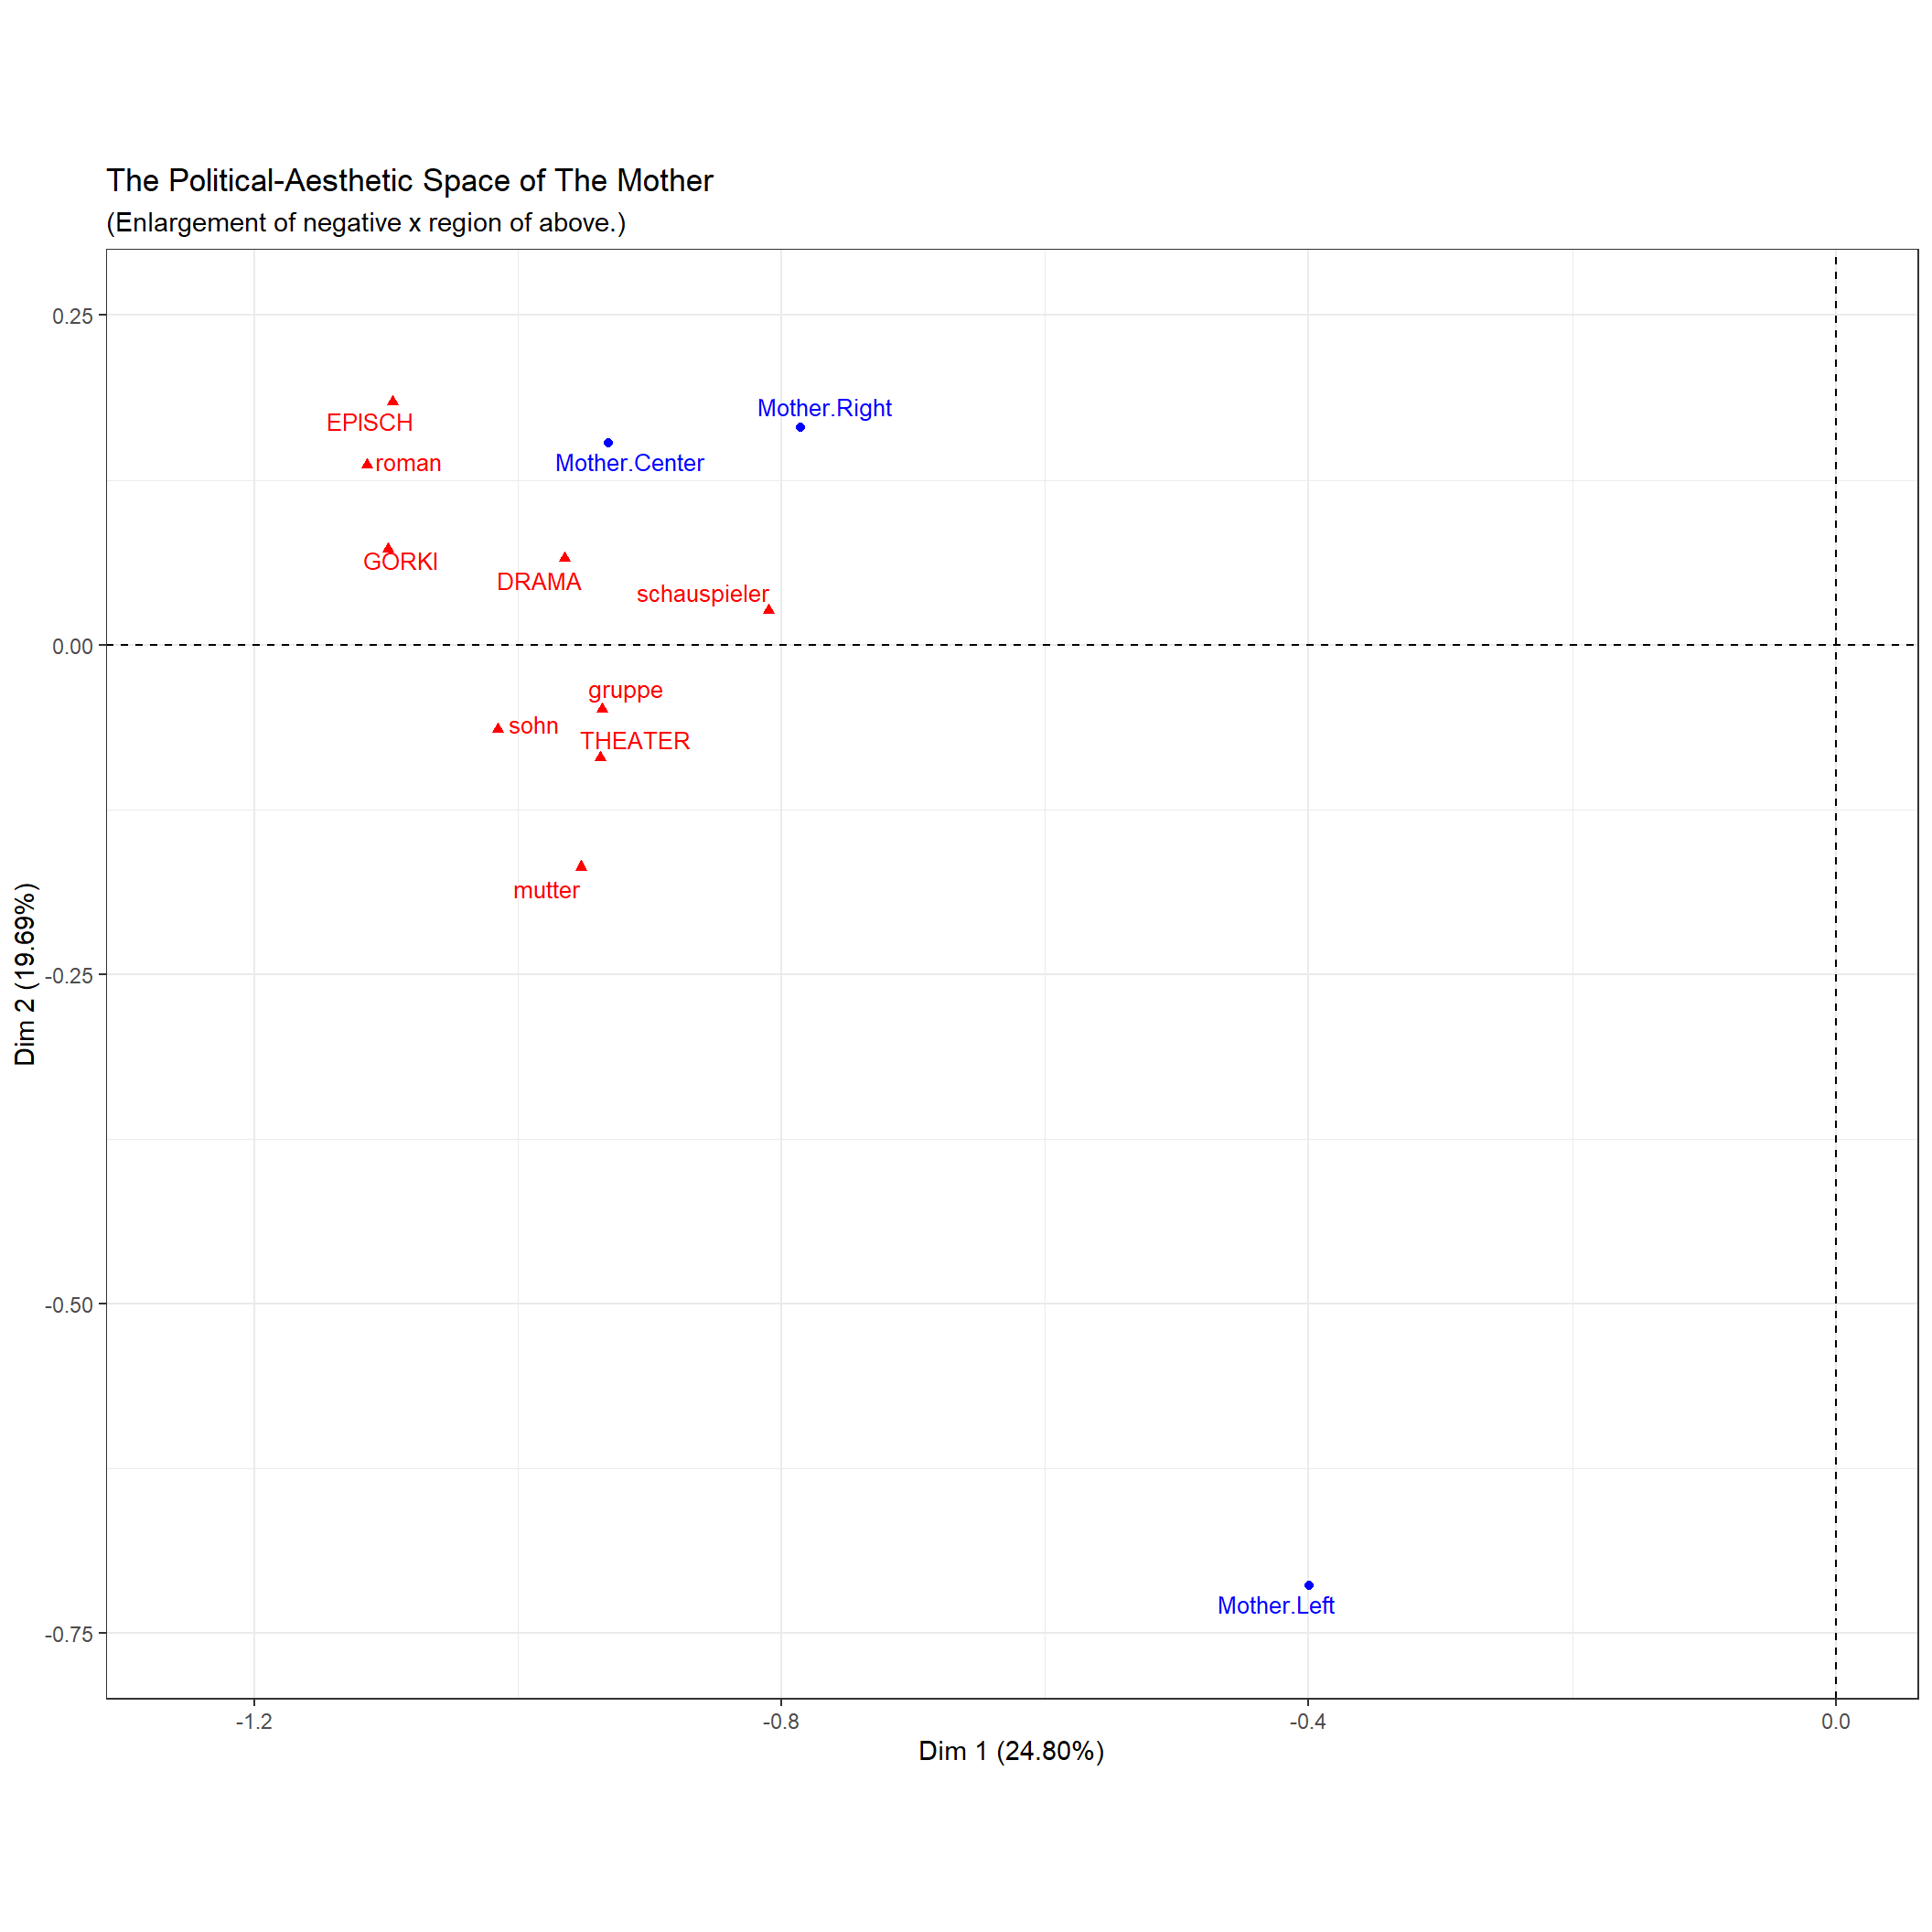 The Political-Aesthetic Space of The Mother
(Enlargement of negative x region of above.)
0.25
Mother.Right
EPISCH
Mother.Center
roman
GORKI
DRAMA
schauspieler
0.00
gruppe
sohn
THEATER
mutter
Dim 2 (19.69%)
-0.25
-0.50
Mother.Left
-0.75
-1.2
-0.8
-0.4
0.0
Dim 1 (24.80%)